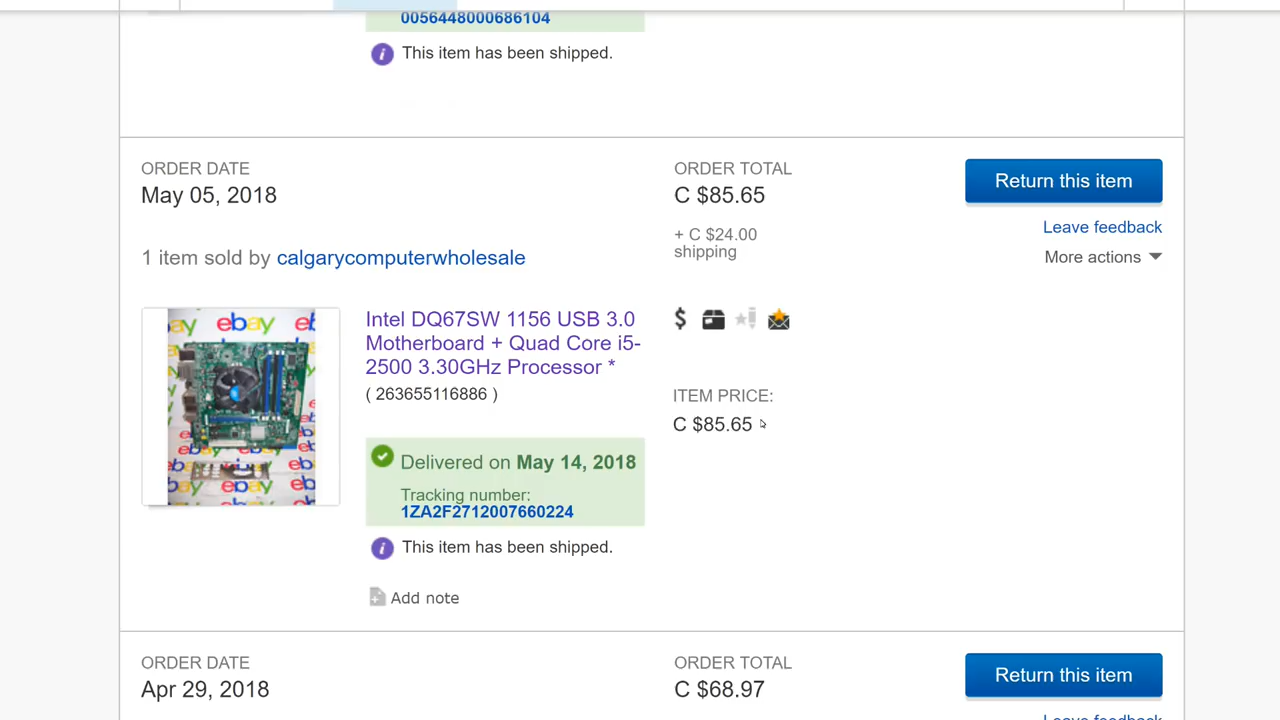 0056448000686104
This item has been shipped.
ORDER DATE
May 05, 2018
ORDER TOTAL
C $85.65
+ C $24.00
shipping
Return this item
Leave feedback
More actions
1 item sold by calgarycomputerwholesale
ebay
Intel DQ67SW 1156 USB 3.0
Motherboard + Quad Core i5-
2500 3.30GHz Processor *
( 263655116886 )
ITEM PRICE:
C $85.65
Delivered on May 14, 2018
Tracking number:
1ZA2F2712007660224
This item has been shipped.
Add note
ORDER DATE
Apr 29, 2018
ORDER TOTAL
C $68.97
Return this item
Leave feedback